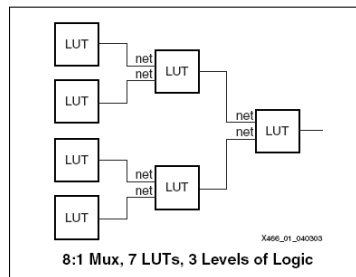 LUT
net
net
LUT
LUT
net
net
LUT
LUT
net
net
LUT
LUT
X466_01_040303
8:1 Mux, 7 LUTs, 3 Levels of Logic